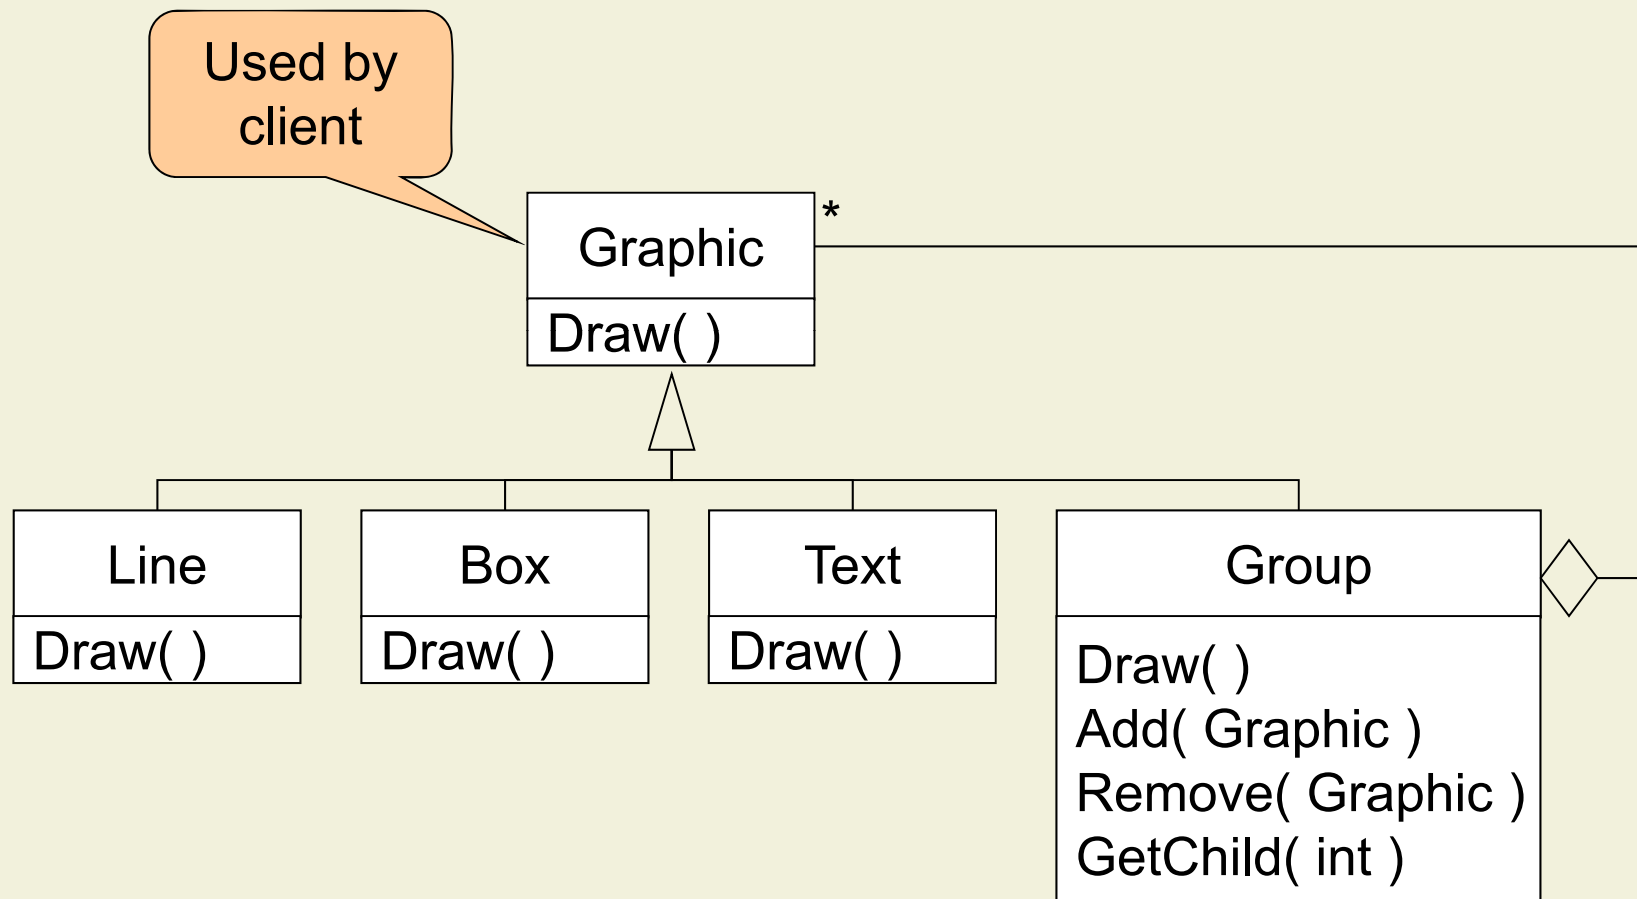 Used by
client
*
Graphic
Draw( )
Line
Draw( )
Box
Draw( )
Text
Draw( )
Group
Draw( )
Add( Graphic )
Remove( Graphic )
GetChild( int )